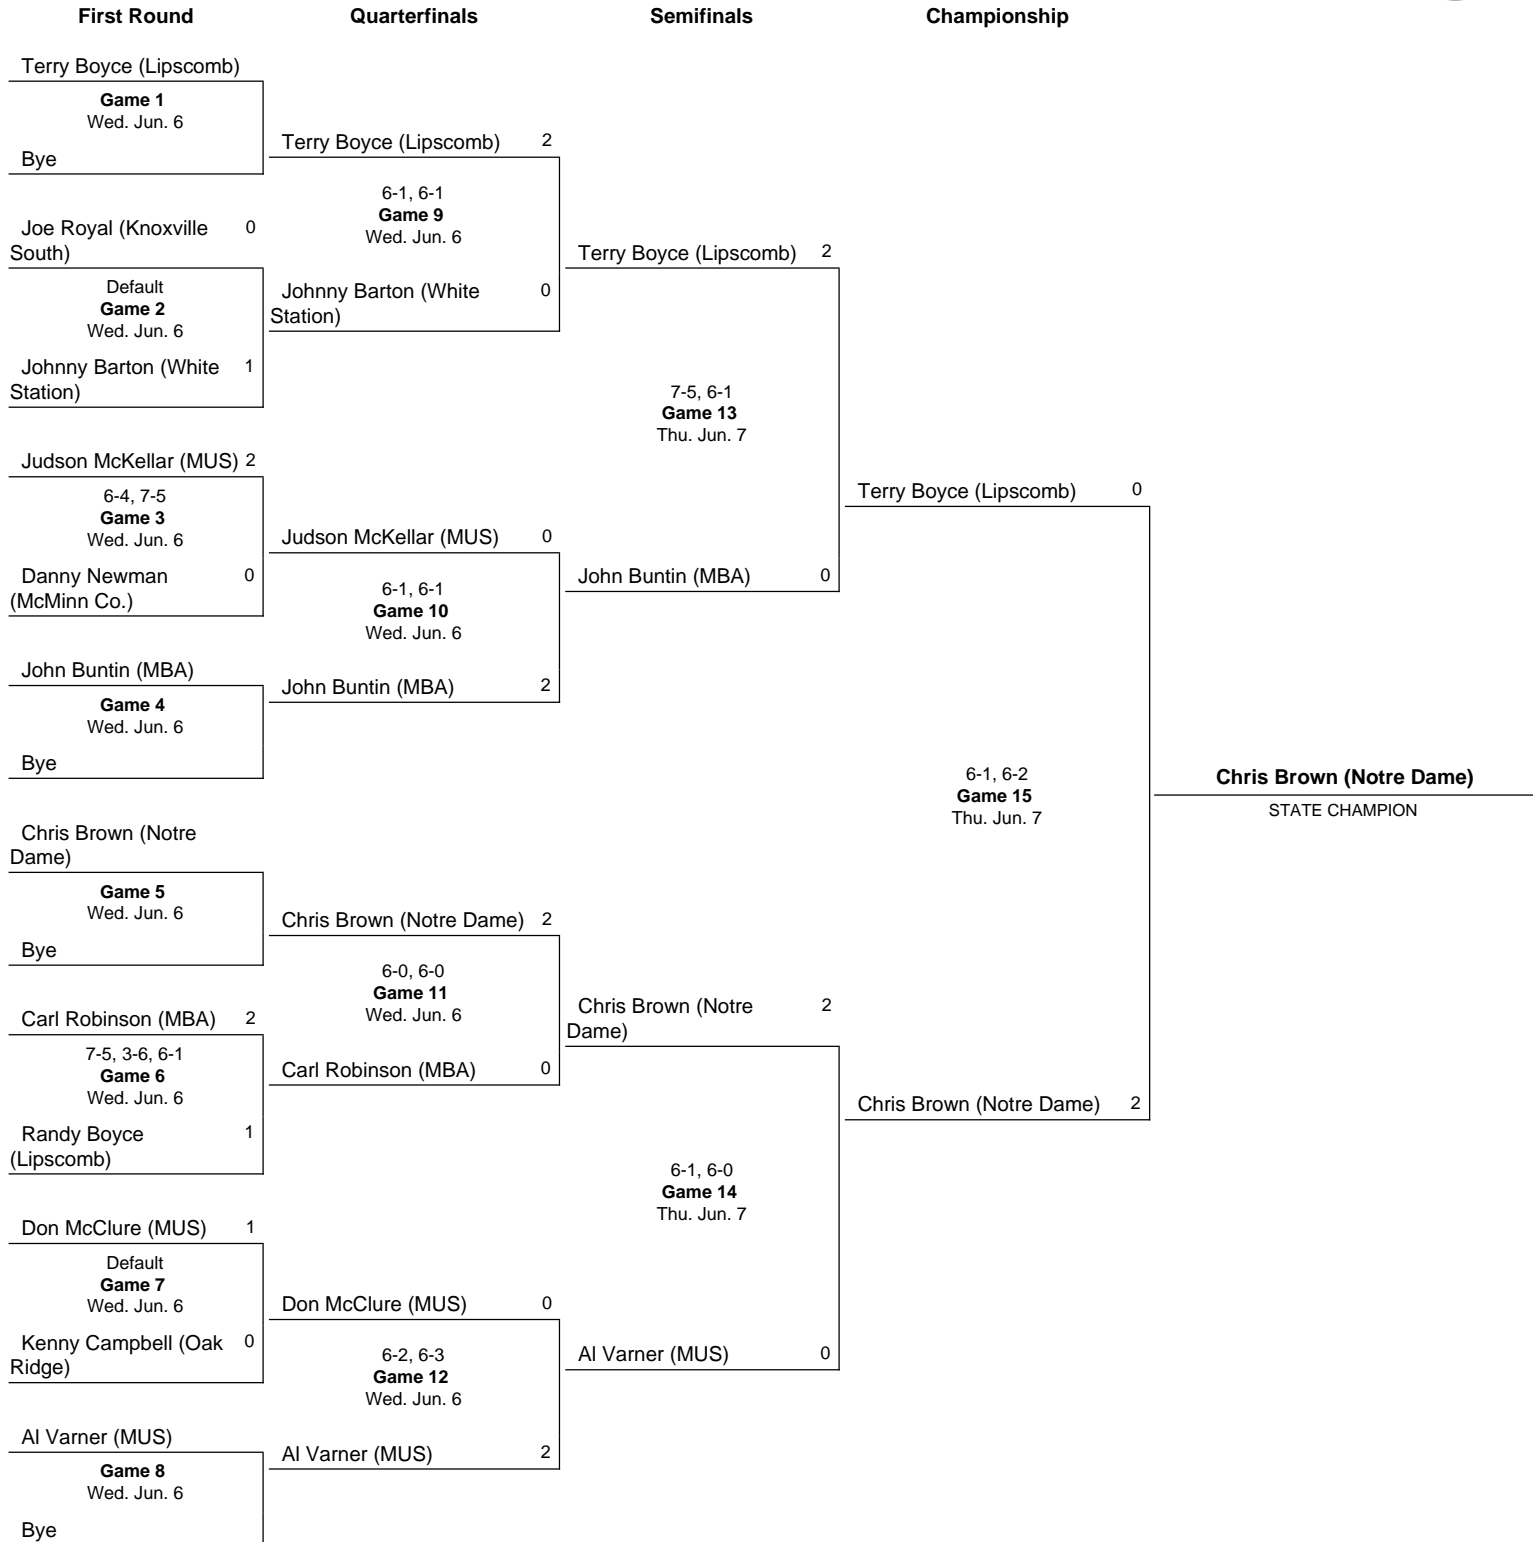 First Round
Quarterfinals
Semifinals
Championship
Terry Boyce (Lipscomb)
Game 1
Wed. Jun. 6
Bye
Joe Royal (Knoxville
South)
0
Default
Game 2
Wed. Jun. 6
Johnny Barton (White
Station)
1
Judson McKellar (MUS) 2
6-4, 7-5
Game 3
Wed. Jun. 6
Danny Newman
(McMinn Co.)
0
John Buntin (MBA)
Game 4
Wed. Jun. 6
Bye
Chris Brown (Notre
Dame)
Game 5
Wed. Jun. 6
Bye
Carl Robinson (MBA) 2
7-5, 3-6, 6-1
Game 6
Wed. Jun. 6
Randy Boyce
(Lipscomb)
1
Don McClure (MUS) 1
Default
Game 7
Wed. Jun. 6
Kenny Campbell (Oak
Ridge)
0
Al Varner (MUS)
Game 8
Wed. Jun. 6
Bye
Terry Boyce (Lipscomb) 2
6-1, 6-1
Game 9
Wed. Jun. 6
Johnny Barton (White
Station)
0
Judson McKellar (MUS) 0
6-1, 6-1
Game 10
Wed. Jun. 6
John Buntin (MBA) 2
Chris Brown (Notre Dame) 2
6-0, 6-0
Game 11
Wed. Jun. 6
Carl Robinson (MBA) 0
Don McClure (MUS) 0
6-2, 6-3
Game 12
Wed. Jun. 6
Al Varner (MUS) 2
Terry Boyce (Lipscomb) 2
7-5, 6-1
Game 13
Thu. Jun. 7
John Buntin (MBA) 0
Chris Brown (Notre
Dame)
2
6-1, 6-0
Game 14
Thu. Jun. 7
Al Varner (MUS) 0
Terry Boyce (Lipscomb) 0
6-1, 6-2
Game 15
Thu. Jun. 7
Chris Brown (Notre Dame) 2
Chris Brown (Notre Dame)
STATE CHAMPION